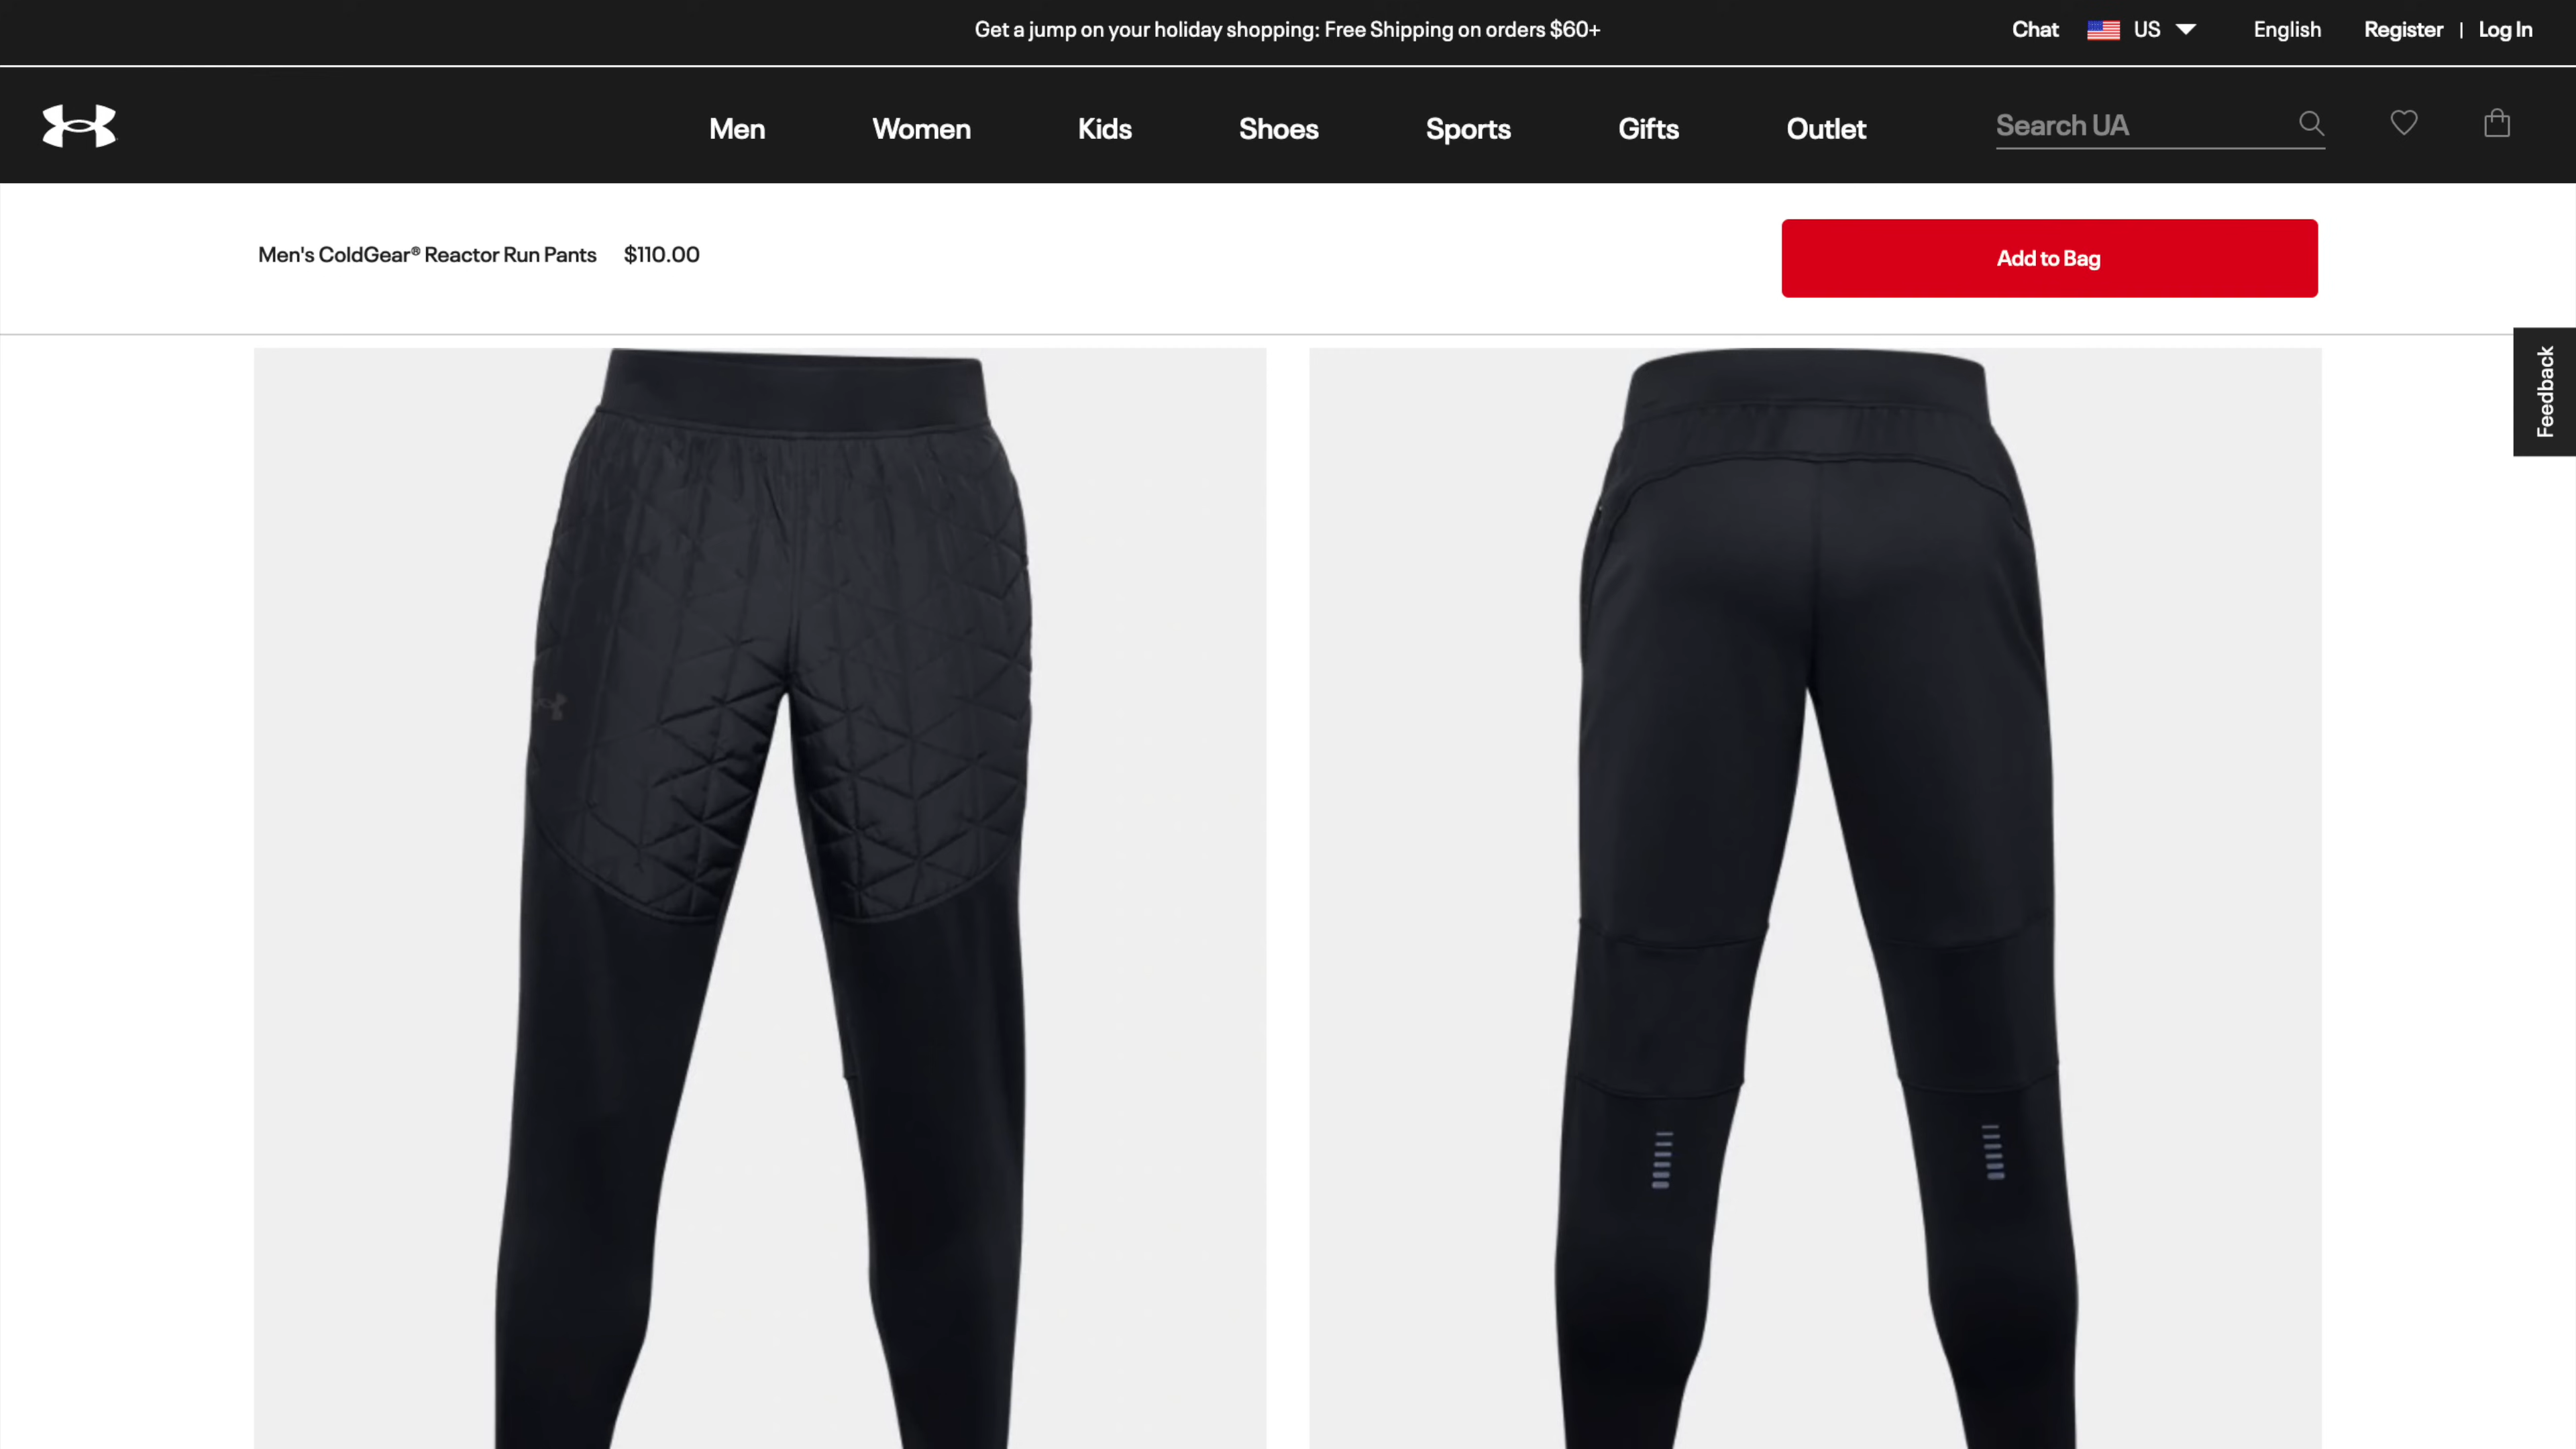 Get a jump on your holiday shopping: Free Shipping on orders $60+
Chat US English Register | Log In
Men Women Kids Shoes Sports Gifts Outlet Search UA
Men's ColdGear® Reactor Run Pants $110.00
Add to Bag
Feedback